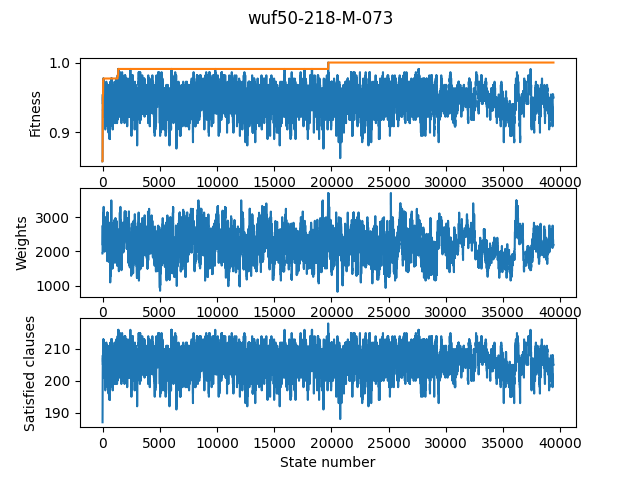 wuf50-218-M-073
1.0
0.9
Fitness
0 5000 10000 15000 20000 25000 30000 35000 40000
3000
2000
1000
Weights
0 5000 10000 15000 20000 25000 30000 35000 40000
210
200
190
Satisfied clauses
0 5000 10000 15000 20000 25000 30000 35000 40000
State number